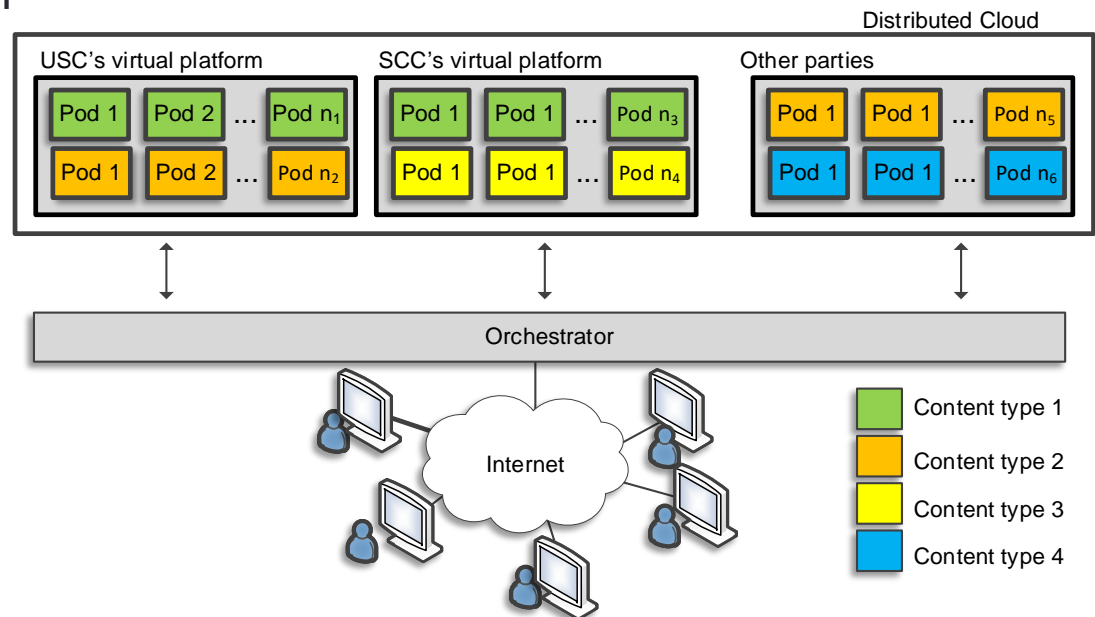 Distributed Cloud
USC's virtual platform
SCC's virtual platform
Other parties
Pod 1 Pod 2 ... Pod n₁
Pod 1 Pod 1 ... Pod n₃
Pod 1 Pod 1 ... Pod n₅
Pod 1 Pod 2 ... Pod n₂
Pod 1 Pod 1 ... Pod n₄
Pod 1 Pod 1 ... Pod n₆
Orchestrator
Internet
Content type 1
Content type 2
Content type 3
Content type 4